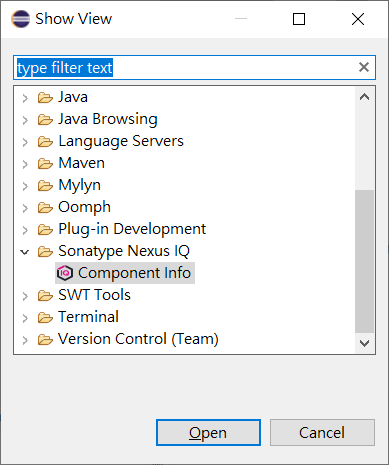 Show View
type filter text
Java
Java Browsing
Language Servers
Maven
Mylyn
Oomph
Plug-in Development
Sonatype Nexus IQ
IQ Component Info
SWT Tools
Terminal
Version Control (Team)
Open Cancel